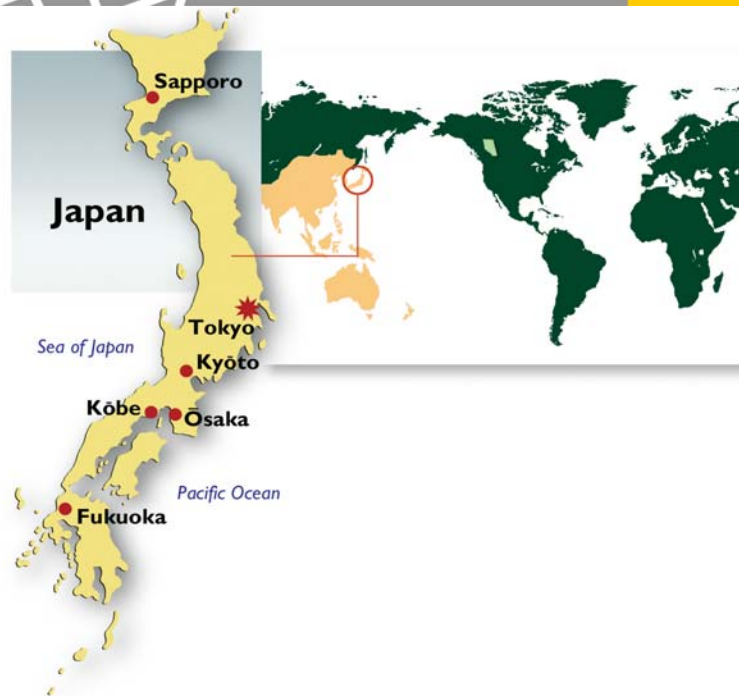 Sapporo
Japan
Tokyo
Sea of Japan
Kyōto
Kōbe
Ōsaka
Pacific Ocean
Fukuoka